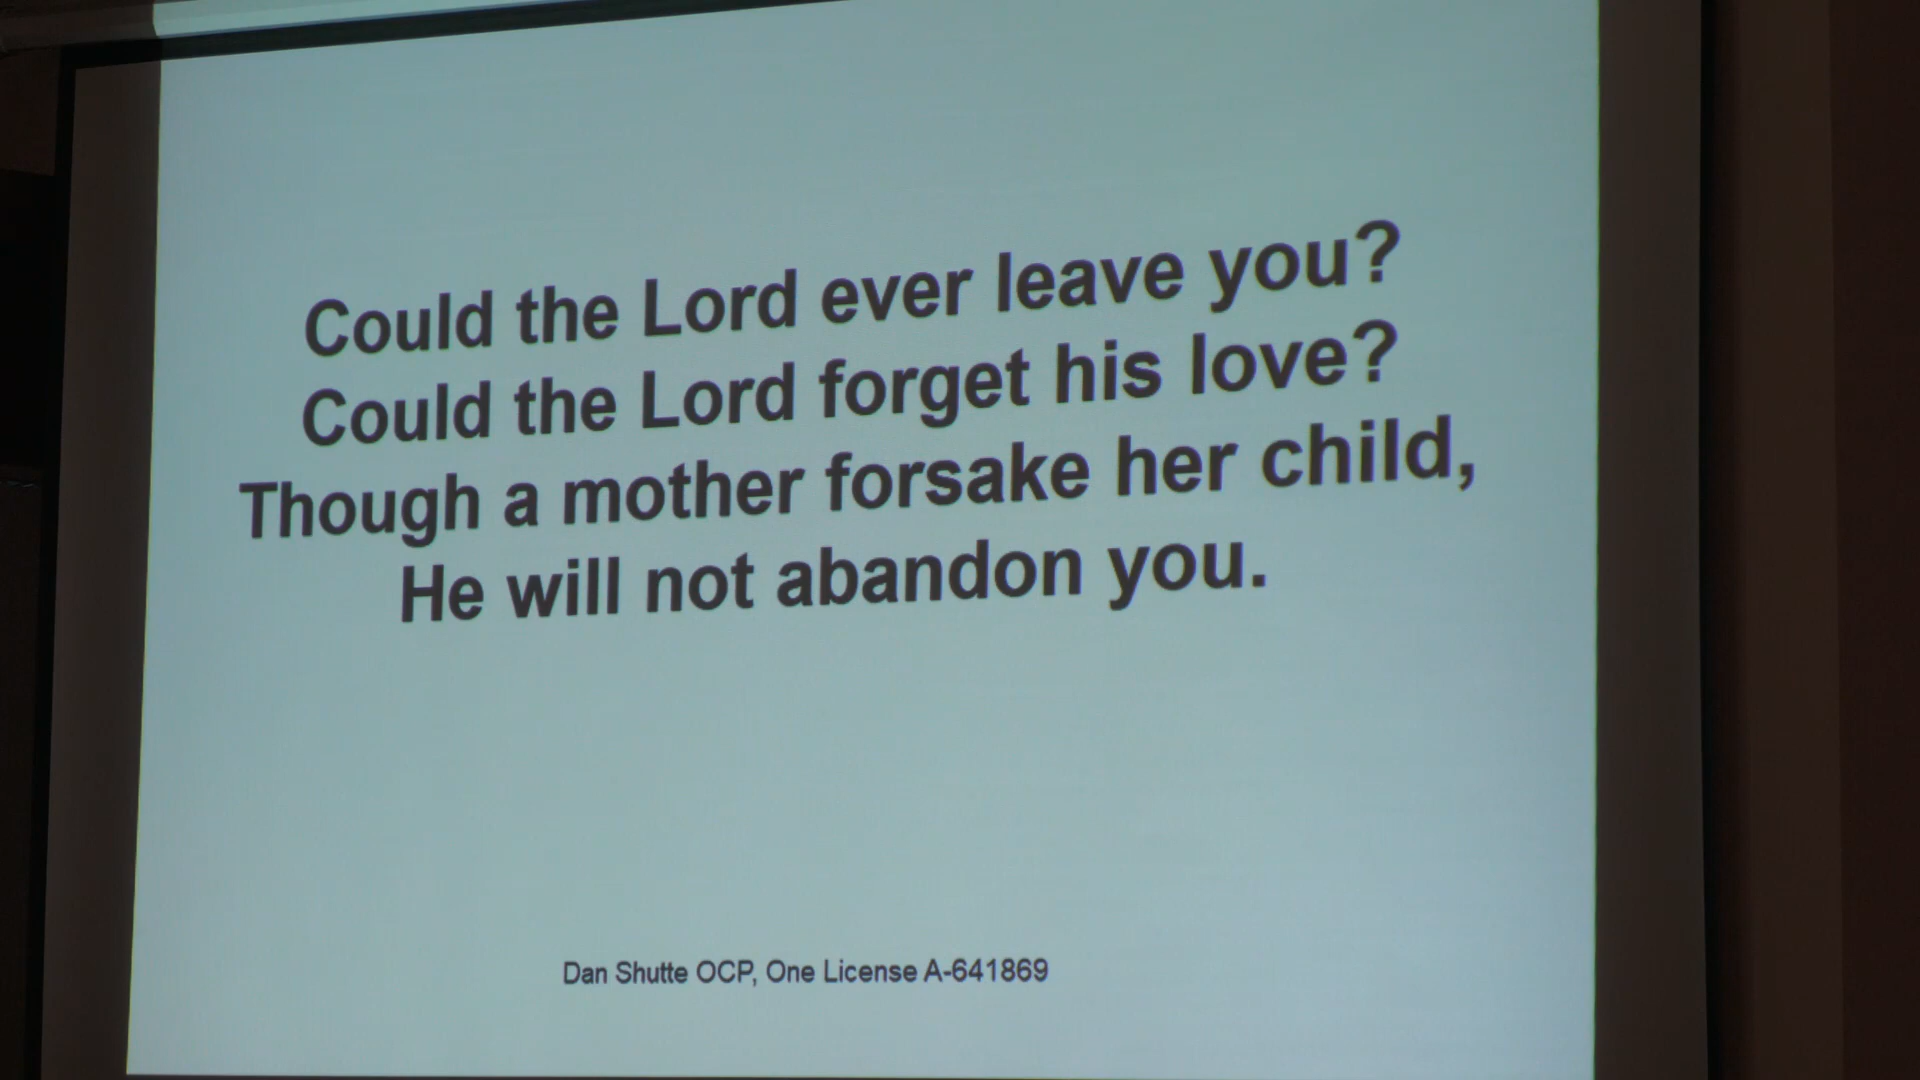 Could the Lord ever leave you?
Could the Lord forget his love?
Though a mother forsake her child,
He will not abandon you.
Dan Shutte OCP, One License A-641869